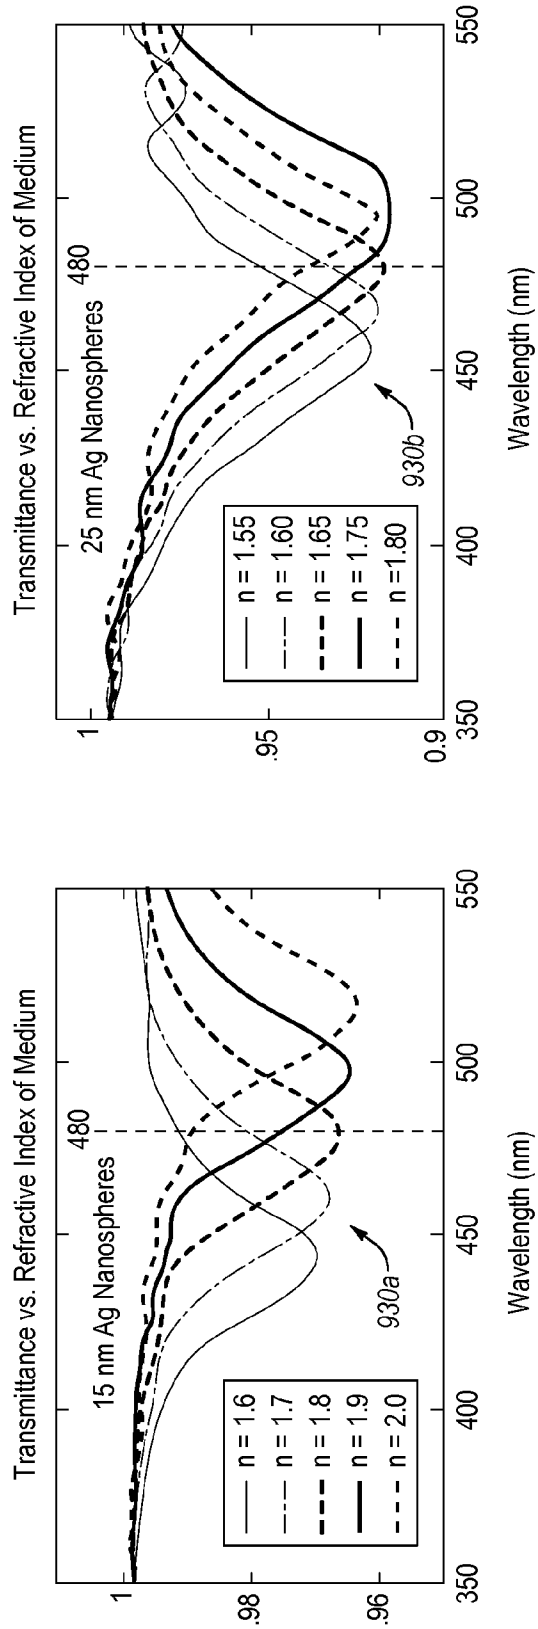 Transmittance vs. Refractive Index of Medium
15 nm Ag Nanospheres
480
1
.98
.96
n = 1.6
n = 1.7
n = 1.8
n = 1.9
n = 2.0
930a
350
400
450
500
550
Wavelength (nm)
Transmittance vs. Refractive Index of Medium
25 nm Ag Nanospheres
480
1
.95
0.9
n = 1.55
n = 1.60
n = 1.65
n = 1.75
n =1.80
930b
350
400
450
500
550
Wavelength (nm)